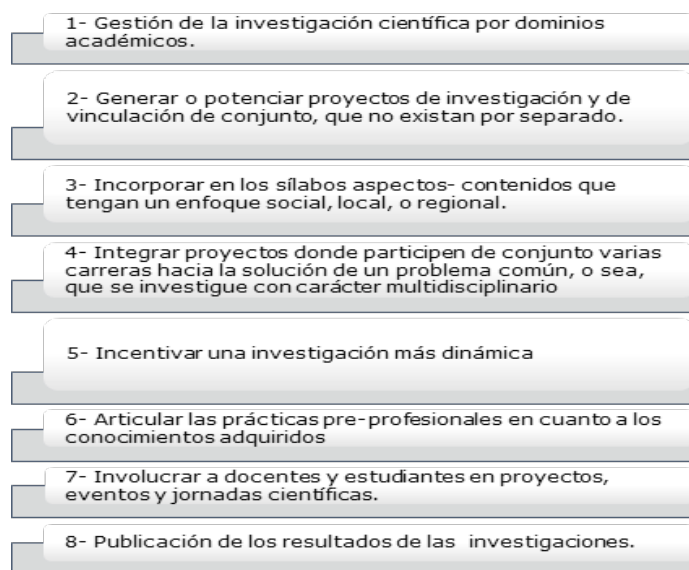 1- Gestión de la investigación científica por dominios
académicos.
2- Generar o potenciar proyectos de investigación y de
vinculación de conjunto, que no existan por separado.
3- Incorporar en los sílabos aspectos- contenidos que
tengan un enfoque social, local, o regional.
4- Integrar proyectos donde participen de conjunto varias
carreras hacia la solución de un problema común, o sea,
que se investigue con carácter multidisciplinario
5- Incentivar una investigación más dinámica
6- Articular las prácticas pre-profesionales en cuanto a los
conocimientos adquiridos
7- Involucrar a docentes y estudiantes en proyectos,
eventos y jornadas científicas.
8- Publicación de los resultados de las  investigaciones.